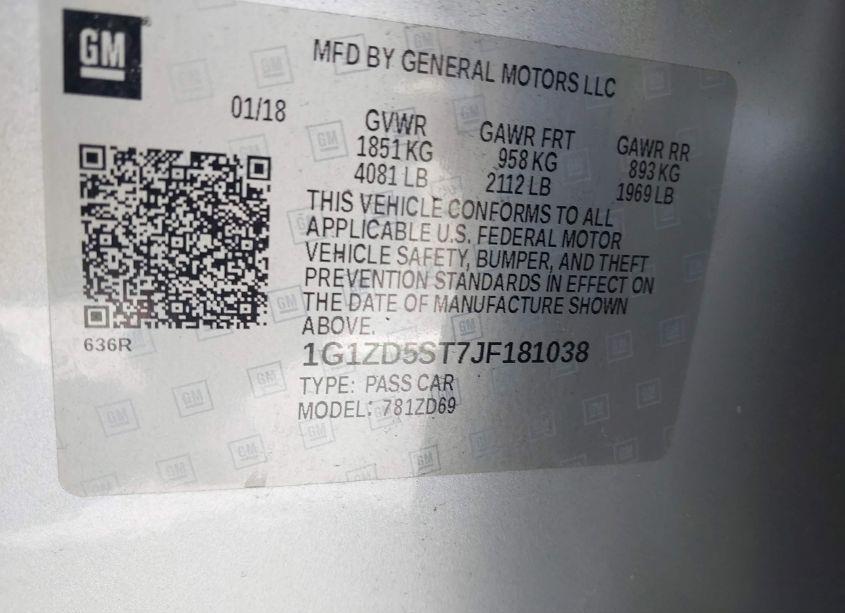 GM
MFD BY GENERAL MOTORS LLC
01/18
GVWR GAWR FRT GAWR RR
1851 KG 958 KG 893 KG
4081 LB 2112 LB 1969 LB
THIS VEHICLE CONFORMS TO ALL
APPLICABLE U.S. FEDERAL MOTOR
VEHICLE SAFETY, BUMPER, AND THEFT
PREVENTION STANDARDS IN EFFECT ON
THE DATE OF MANUFACTURE SHOWN
ABOVE.
636R
1G1ZD5ST7JF181038
TYPE: PASS CAR
MODEL: 781ZD69